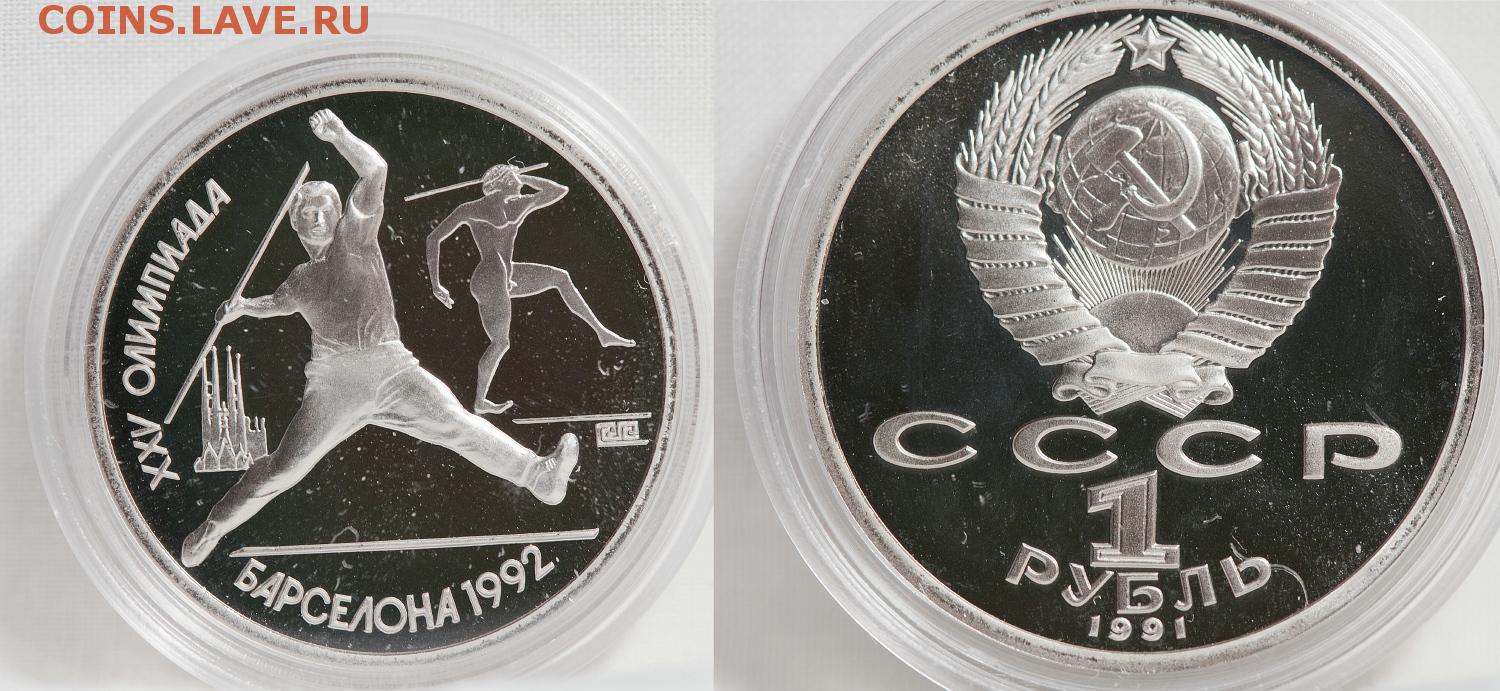 COINS.LAVE.RU
XXV ОЛИМПИАДА
БАРСЕЛОНА 1992
СССР
1
РУБЛЬ
1991